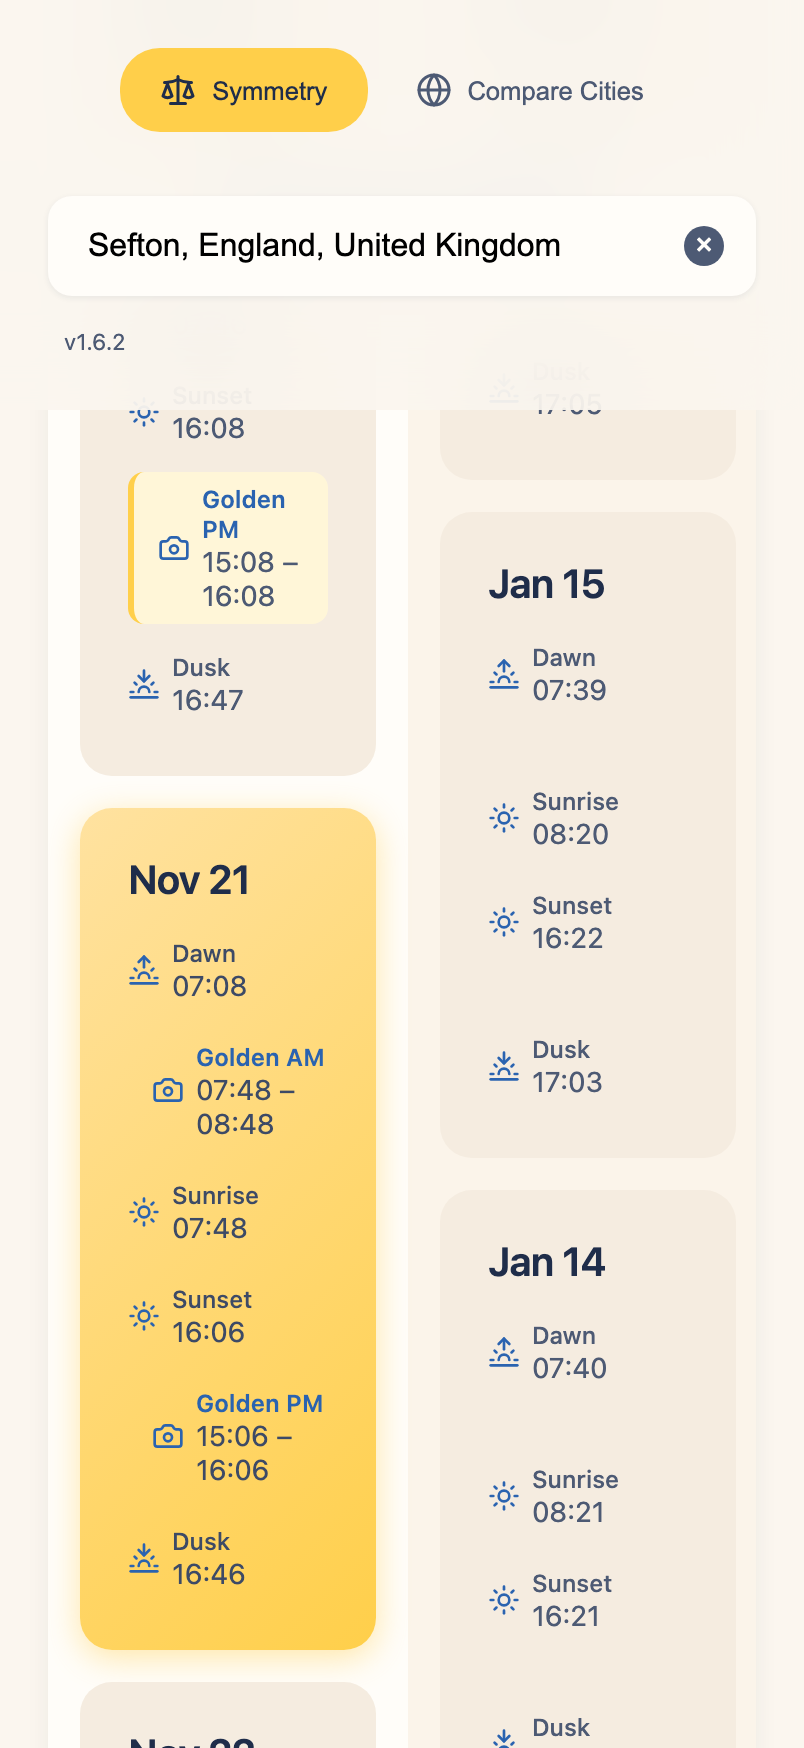 Symmetry
Compare Cities
Sefton, England, United Kingdom
v1.6.2
Sunset
16:08
Golden
PM
15:08 –
16:08
Dusk
16:47
Nov 21
Dawn
07:08
Golden AM
07:48 –
08:48
Sunrise
07:48
Sunset
16:06
Golden PM
15:06 –
16:06
Dusk
16:46
Nov 22
Dusk
17:05
Jan 15
Dawn
07:39
Sunrise
08:20
Sunset
16:22
Dusk
17:03
Jan 14
Dawn
07:40
Sunrise
08:21
Sunset
16:21
Dusk